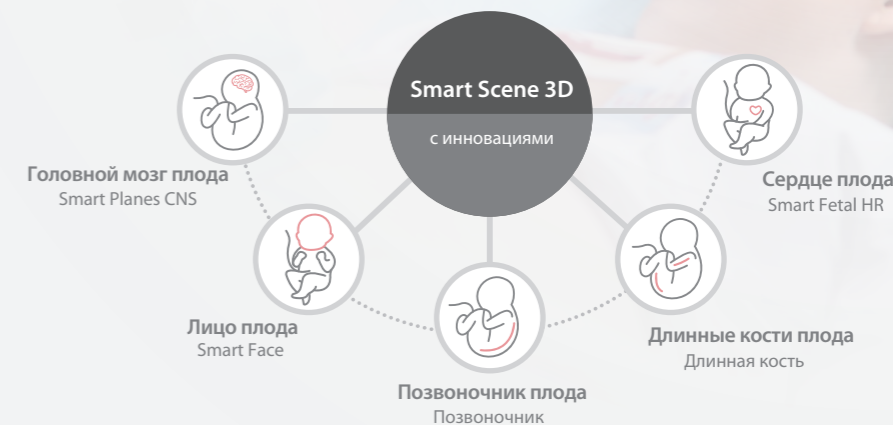 Smart Scene 3D
с инновациями
Головной мозг плода
Smart Planes CNS
Сердце плода
Smart Fetal HR
Лицо плода
Smart Face
Длинные кости плода
Длинная кость
Позвоночник плода
Позвоночник